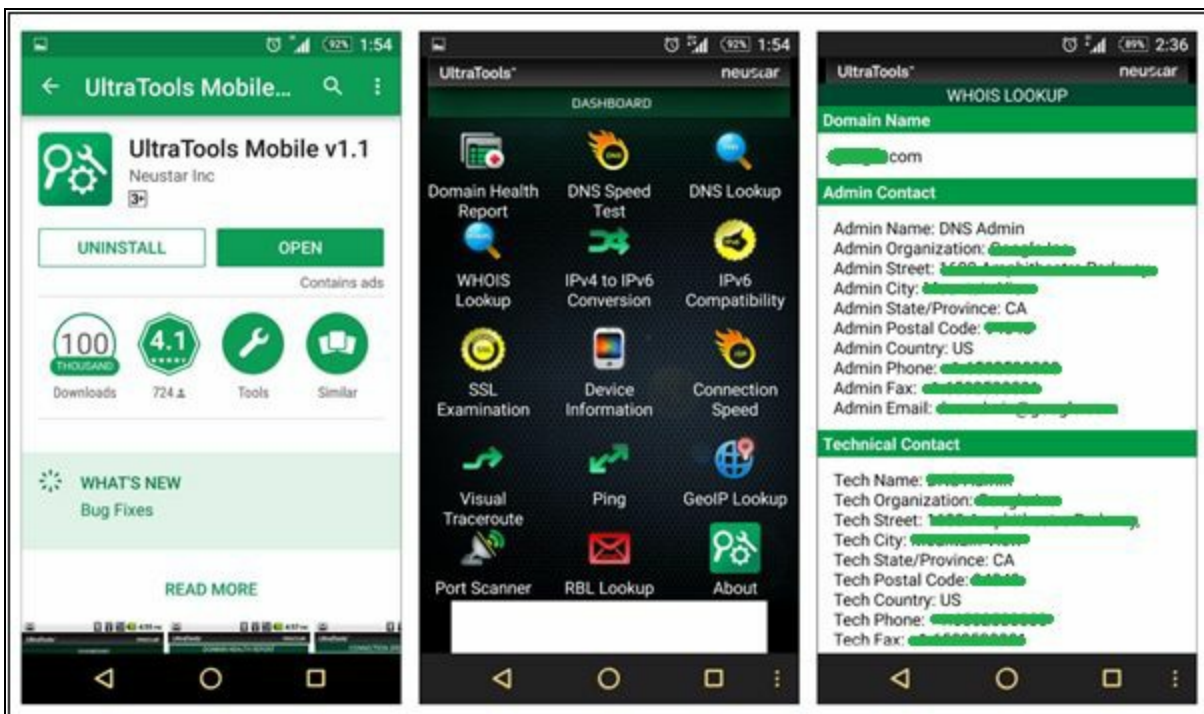 1:54
92%
UltraTools Mobile...
UltraTools Mobile v1.1
Neustar Inc
3+
UNINSTALL
OPEN
Contains ads
100
THOUSAND
Downloads
4.1
724
Tools
Similar
WHAT'S NEW
Bug Fixes
READ MORE
92%
1:54
UltraTools
neustar
DASHBOARD
Domain Health
Report
DNS
DNS Speed
Test
DNS Lookup
WHOIS
Lookup
IPv4 to IPv6
Conversion
IPv6
Compatibility
SSL
SSL
Examination
Device
Information
Connection
Speed
Visual
Traceroute
Ping
GeoIP Lookup
Port Scanner
RBL Lookup
About
89%
2:36
UltraTools
neustar
WHOIS LOOKUP
Domain Name
.com
Admin Contact
Admin Name: DNS Admin
Admin Organization:
Admin Street:
Admin City:
Admin State/Province: CA
Admin Postal Code:
Admin Country: US
Admin Phone:
Admin Fax:
Admin Email:
Technical Contact
Tech Name:
Tech Organization:
Tech Street:
Tech City:
Tech State/Province: CA
Tech Postal Code:
Tech Country: US
Tech Phone:
Tech Fax: